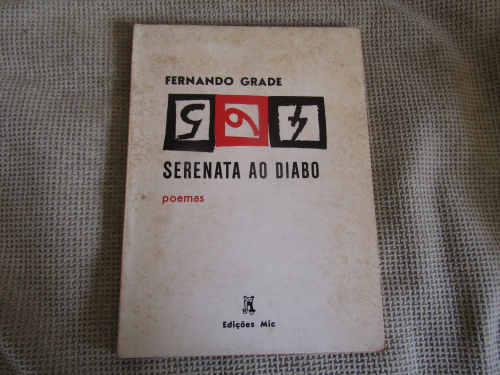 FERNANDO GRADE
SERENATA AO DIABO
poemas
Edições Mic